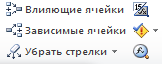 Влияющие ячейки
Зависимые ячейки
Убрать стрелки